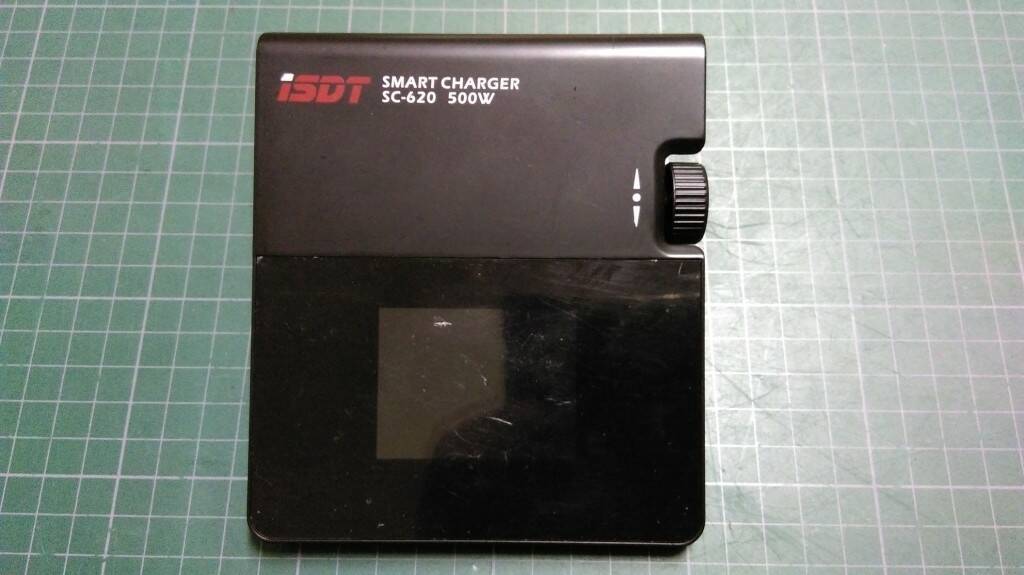 iSDT
SMART CHARGER
SC-620 500W